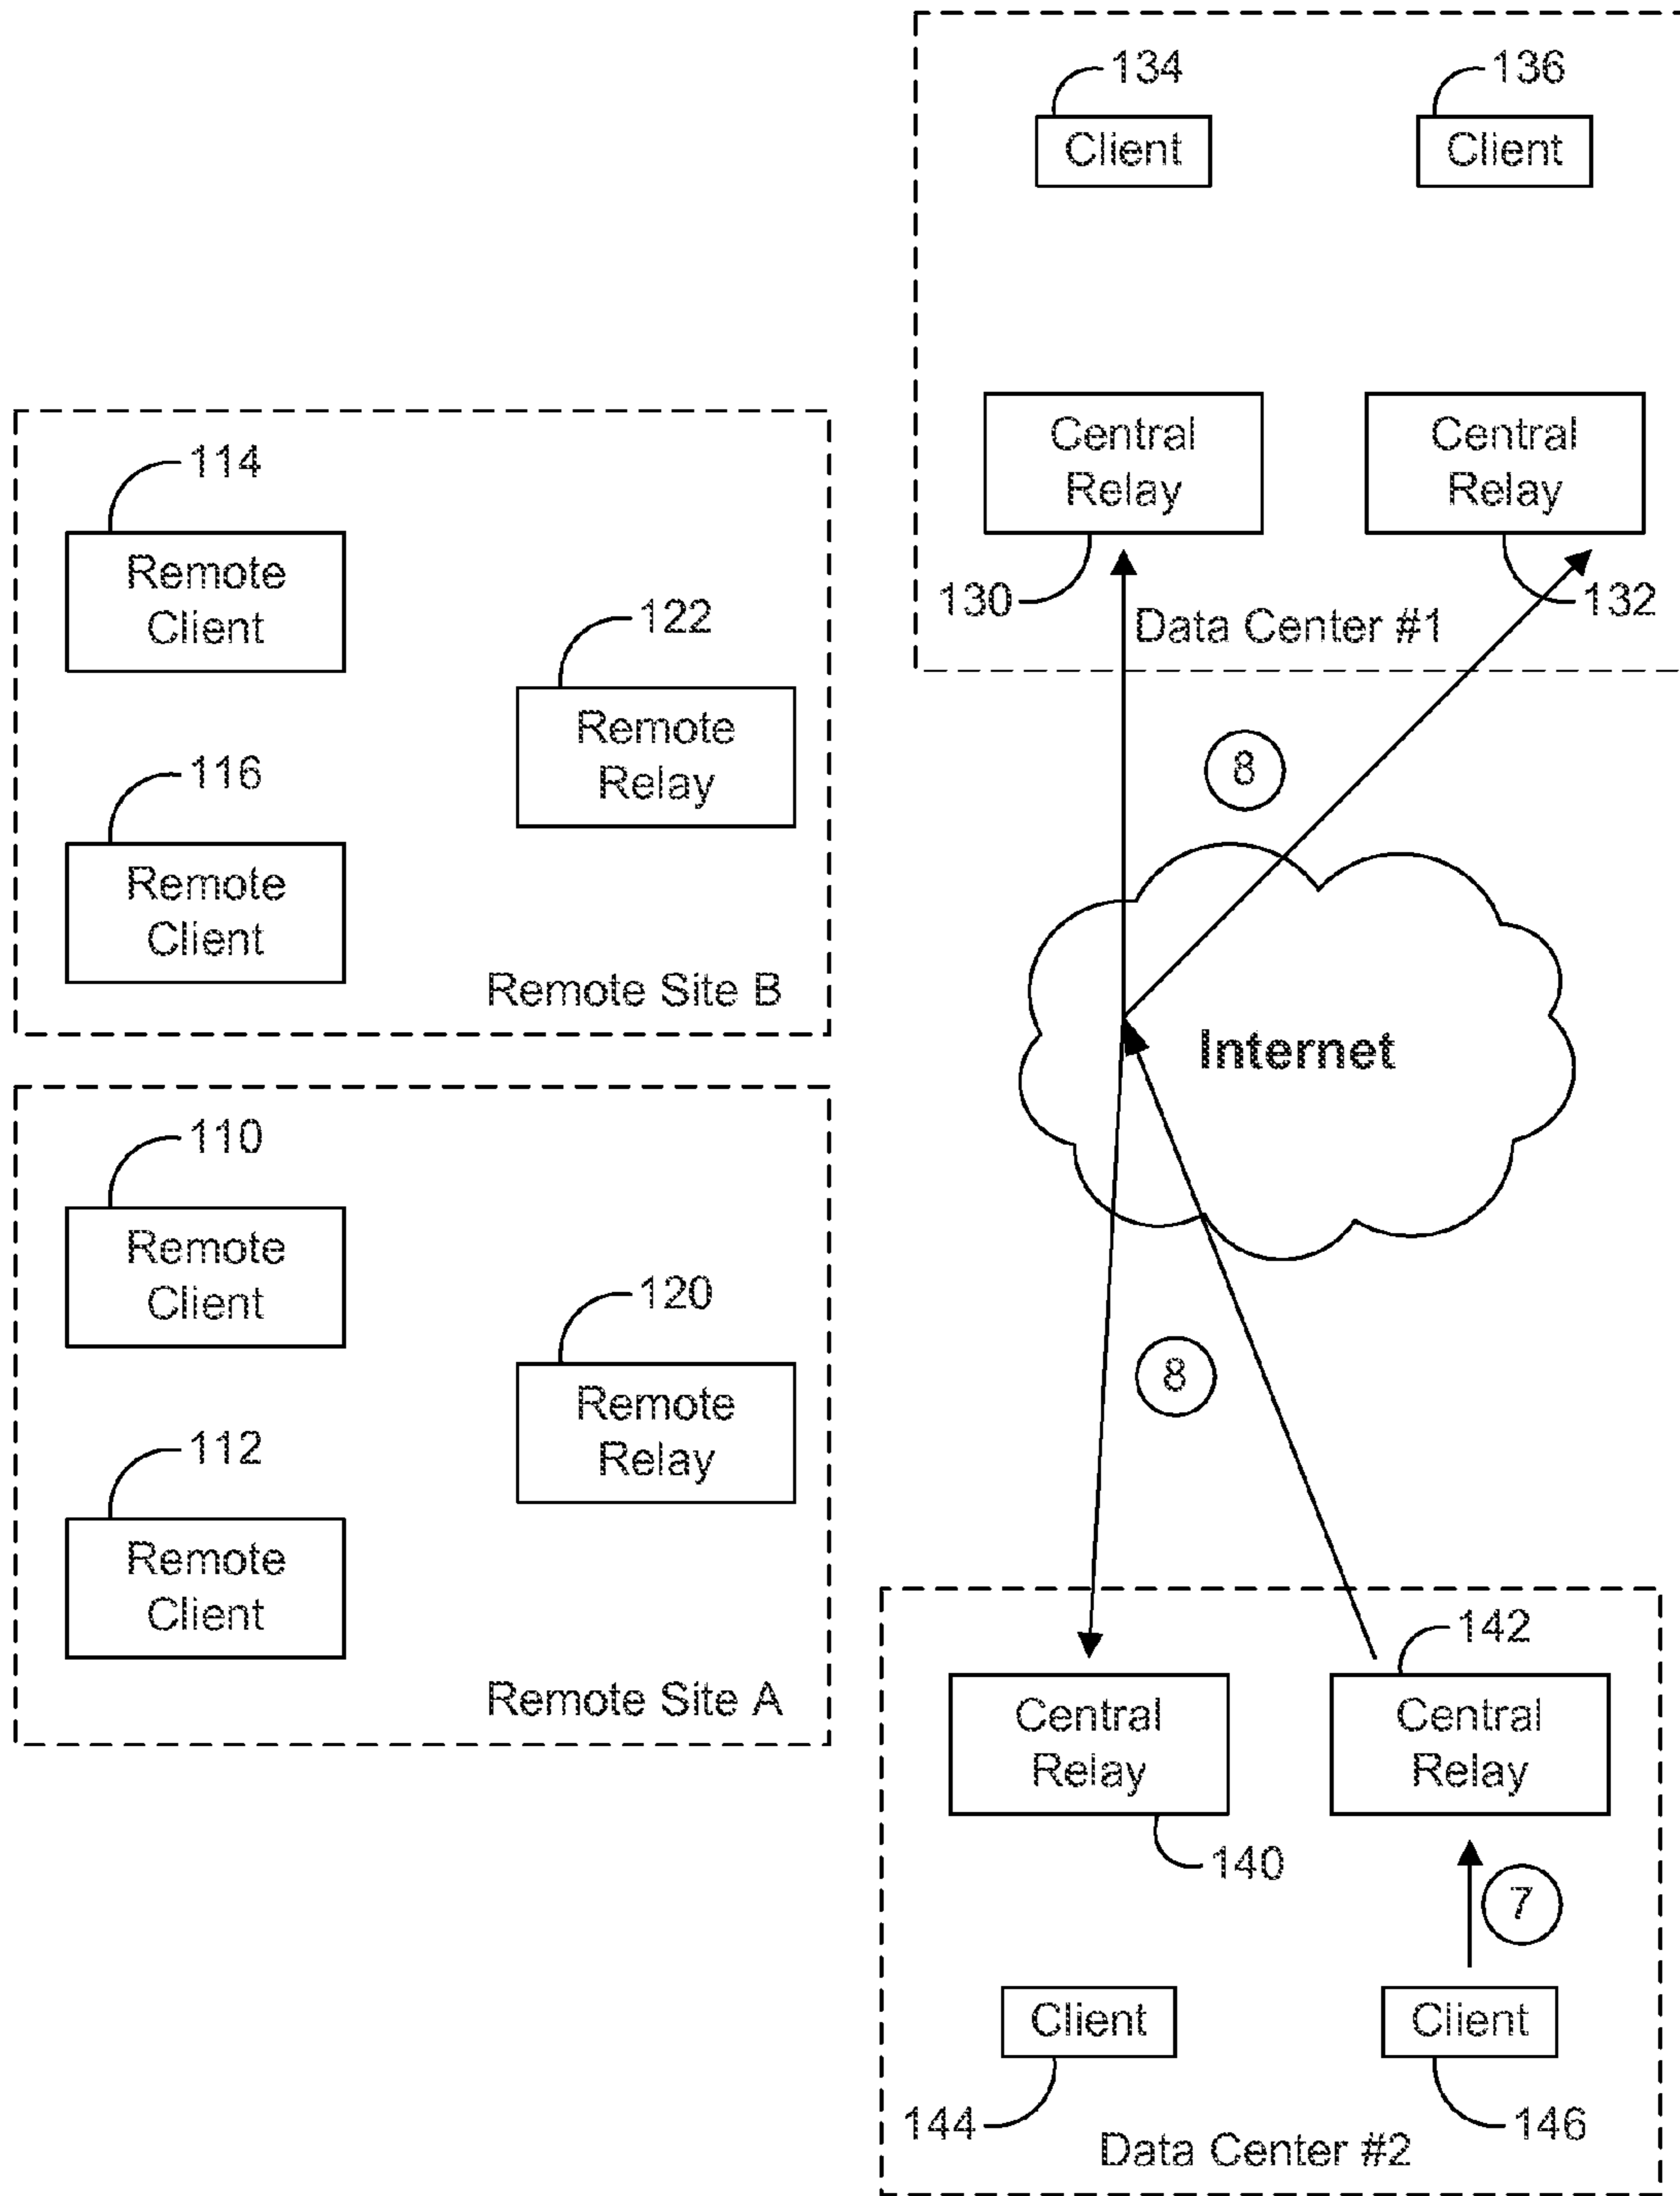 134
136
Client
Client
Central
Relay
Central
Relay
130
132
Data Center #1
114
Remote
Client
122
Remote
Relay
116
Remote
Client
Remote Site B
8
Internet
110
Remote
Client
120
Remote
Relay
112
Remote
Client
Remote Site A
8
142
Central
Relay
Central
Relay
140
7
Client
Client
144
146
Data Center #2